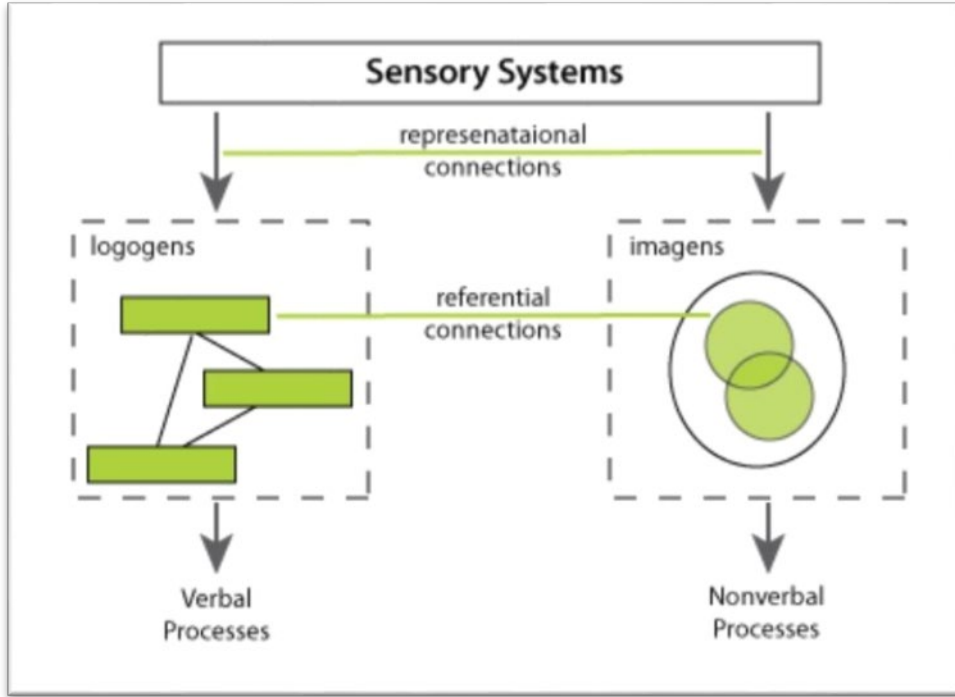 Sensory Systems
represenataional
connections
logogens
imagens
referential
connections
Verbal
Processes
Nonverbal
Processes